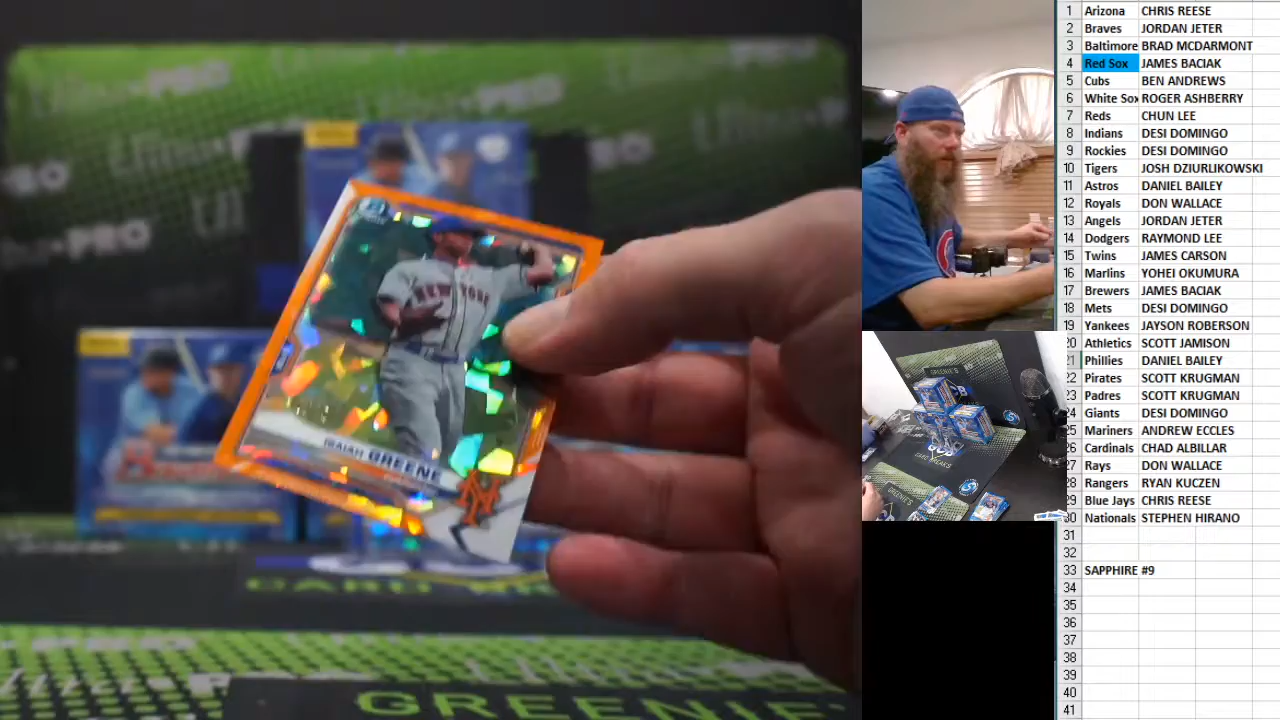 NEW YORK
ISAIAH GREENE
CARD
GREENIE'
GREENIE'S
CARD BREAKS
1 Arizona CHRIS REESE
2 Braves JORDAN JETER
3 Baltimore BRAD MCDARMONT
4 Red Sox JAMES BACIAK
5 Cubs BEN ANDREWS
6 White Sox ROGER ASHBERRY
7 Reds CHUN LEE
8 Indians DESI DOMINGO
9 Rockies DESI DOMINGO
10 Tigers JOSH DZIURLIKOWSKI
11 Astros DANIEL BAILEY
12 Royals DON WALLACE
13 Angels JORDAN JETER
14 Dodgers RAYMOND LEE
15 Twins JAMES CARSON
16 Marlins YOHEI OKUMURA
17 Brewers JAMES BACIAK
18 Mets DESI DOMINGO
19 Yankees JAYSON ROBERSON
20 Athletics SCOTT JAMISON
21 Phillies DANIEL BAILEY
22 Pirates SCOTT KRUGMAN
23 Padres SCOTT KRUGMAN
24 Giants DESI DOMINGO
25 Mariners ANDREW ECCLES
26 Cardinals CHAD ALBILLAR
27 Rays DON WALLACE
28 Rangers RYAN KUCZEN
29 Blue Jays CHRIS REESE
30 Nationals STEPHEN HIRANO
31
32
33 SAPPHIRE #9
34
35
36
37
38
39
40
41